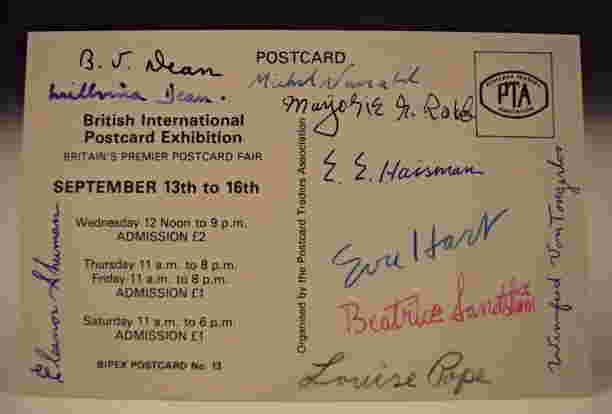 B. V. Dean
Millvina Dean.
British International
Postcard Exhibition
BRITAIN'S PREMIER POSTCARD FAIR
SEPTEMBER 13th to 16th
Wednesday 12 Noon to 9 p.m.
ADMISSION £2
Thursday 11 a.m. to 8 p.m.
Friday 11 a.m. to 8 p.m.
ADMISSION £1
Saturday 11 a.m. to 6 p.m.
ADMISSION £1
BIPEX POSTCARD No. 13
Eleanor Shuman
POSTCARD
Michel Navratil
Marjorie N. Robb
PTA
E. E. Haisman
Eva Hart
Beatrice Sandström
Louise Pope
Organised by the Postcard Traders Association
Winnifred Van Tongerloo